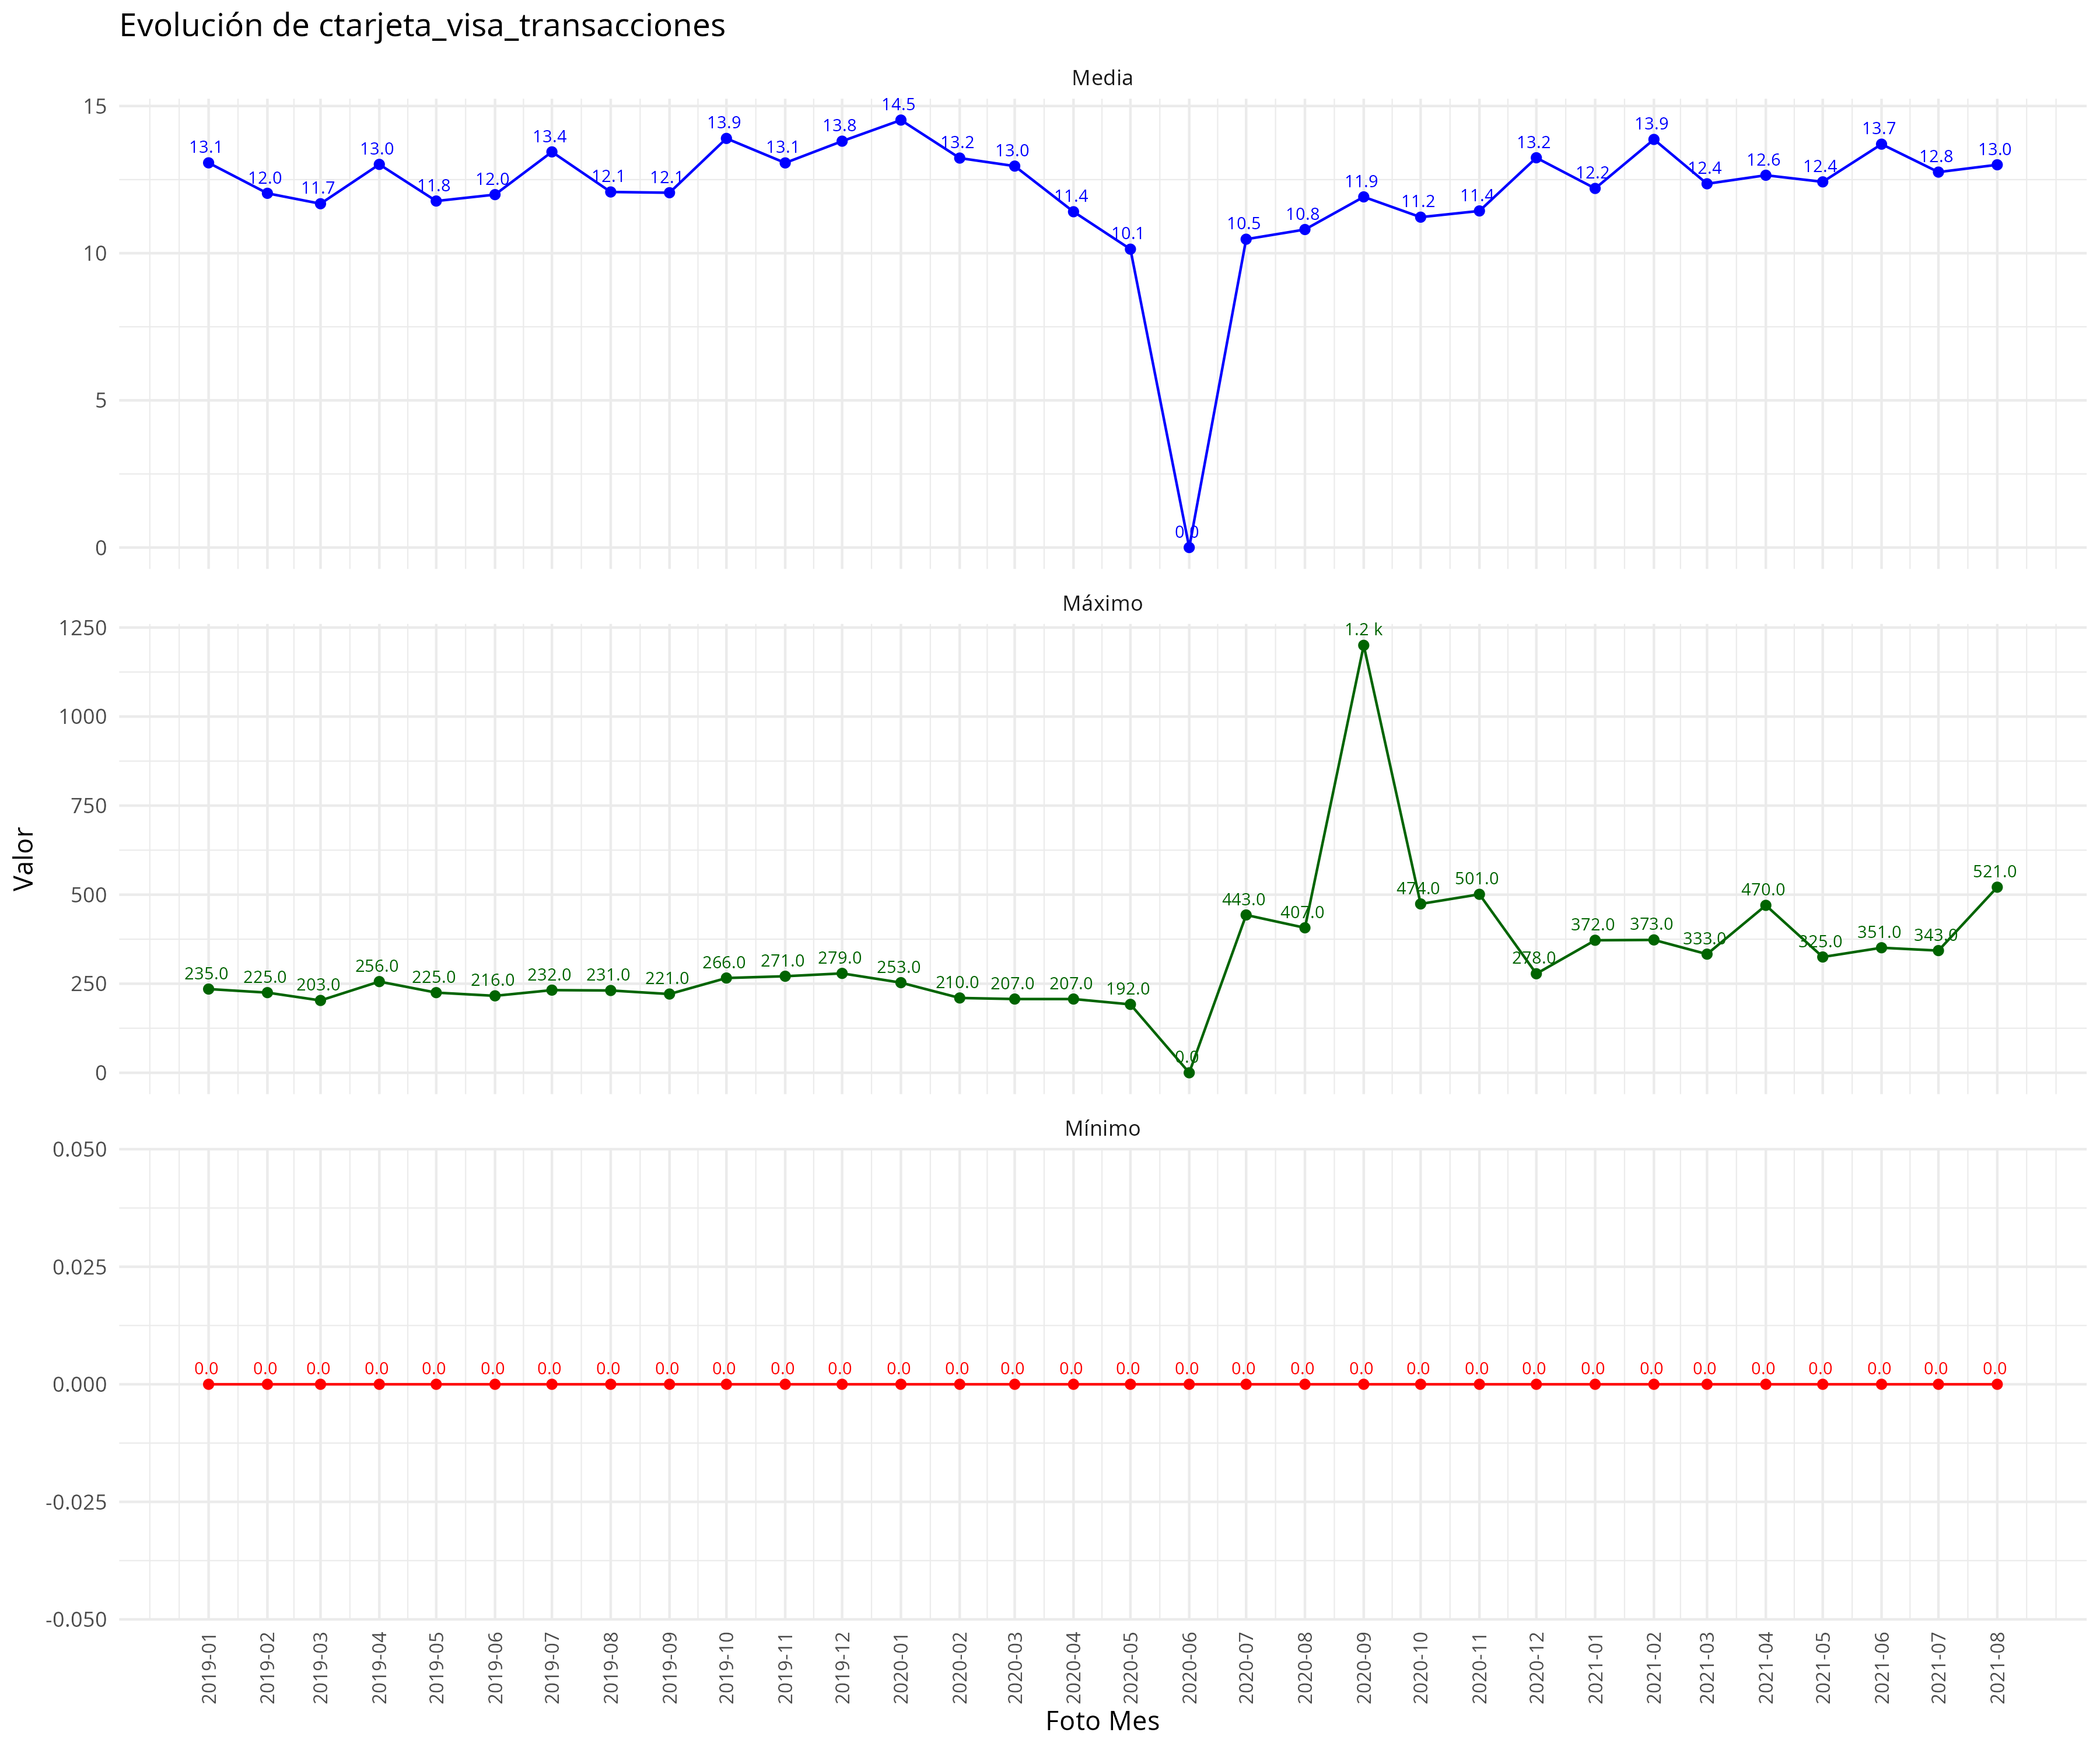 Evolución de ctarjeta_visa_transacciones
Media
15
10
5
0
13.1 12.0 11.7 13.0 11.8 12.0 13.4 12.1 12.1 13.9 13.1 13.8 14.5 13.2 13.0 11.4 10.1 0.0 10.5 10.8 11.9 11.2 11.4 13.2 12.2 13.9 12.4 12.6 12.4 13.7 12.8 13.0
Máximo
1250
1000
750
500
250
0
235.0 225.0 203.0 256.0 225.0 216.0 232.0 231.0 221.0 266.0 271.0 279.0 253.0 210.0 207.0 207.0 192.0 0.0 443.0 407.0 1.2 k 474.0 501.0 278.0 372.0 373.0 333.0 470.0 325.0 351.0 343.0 521.0
Valor
Mínimo
0.050
0.025
0.000
-0.025
-0.050
0.0 0.0 0.0 0.0 0.0 0.0 0.0 0.0 0.0 0.0 0.0 0.0 0.0 0.0 0.0 0.0 0.0 0.0 0.0 0.0 0.0 0.0 0.0 0.0 0.0 0.0 0.0 0.0 0.0 0.0 0.0 0.0
2019-01 2019-02 2019-03 2019-04 2019-05 2019-06 2019-07 2019-08 2019-09 2019-10 2019-11 2019-12 2020-01 2020-02 2020-03 2020-04 2020-05 2020-06 2020-07 2020-08 2020-09 2020-10 2020-11 2020-12 2021-01 2021-02 2021-03 2021-04 2021-05 2021-06 2021-07 2021-08
Foto Mes